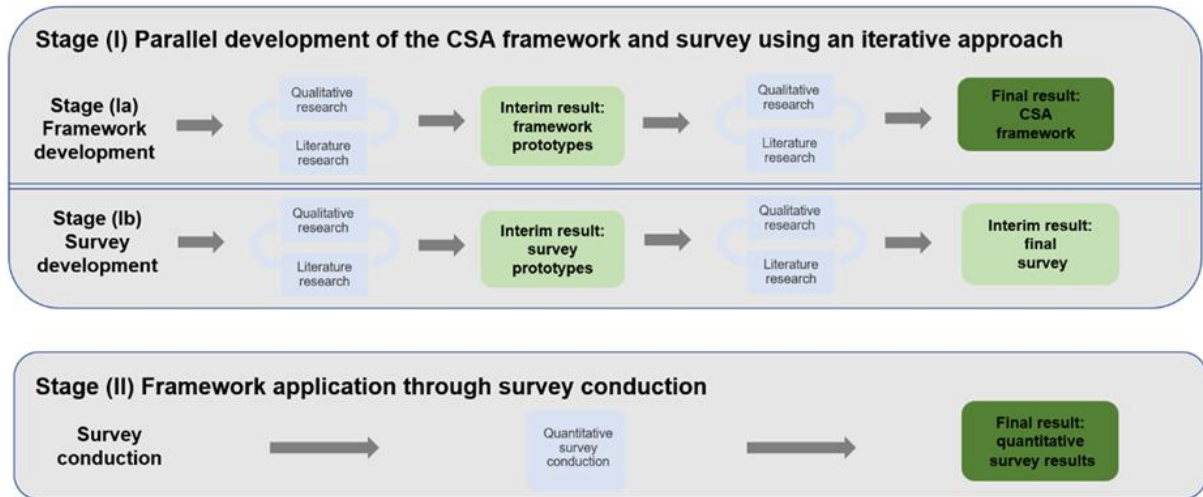 Stage (I) Parallel development of the CSA framework and survey using an iterative approach
Stage (Ia)
Framework
development
Qualitative
research
Literature
research
Interim result:
framework
prototypes
Qualitative
research
Literature
research
Final result:
CSA
framework
Stage (Ib)
Survey
development
Qualitative
research
Literature
research
Interim result:
survey
prototypes
Qualitative
research
Literature
research
Interim result:
final
survey
Stage (II) Framework application through survey conduction
Survey
conduction
Quantitative
survey
conduction
Final result:
quantitative
survey results